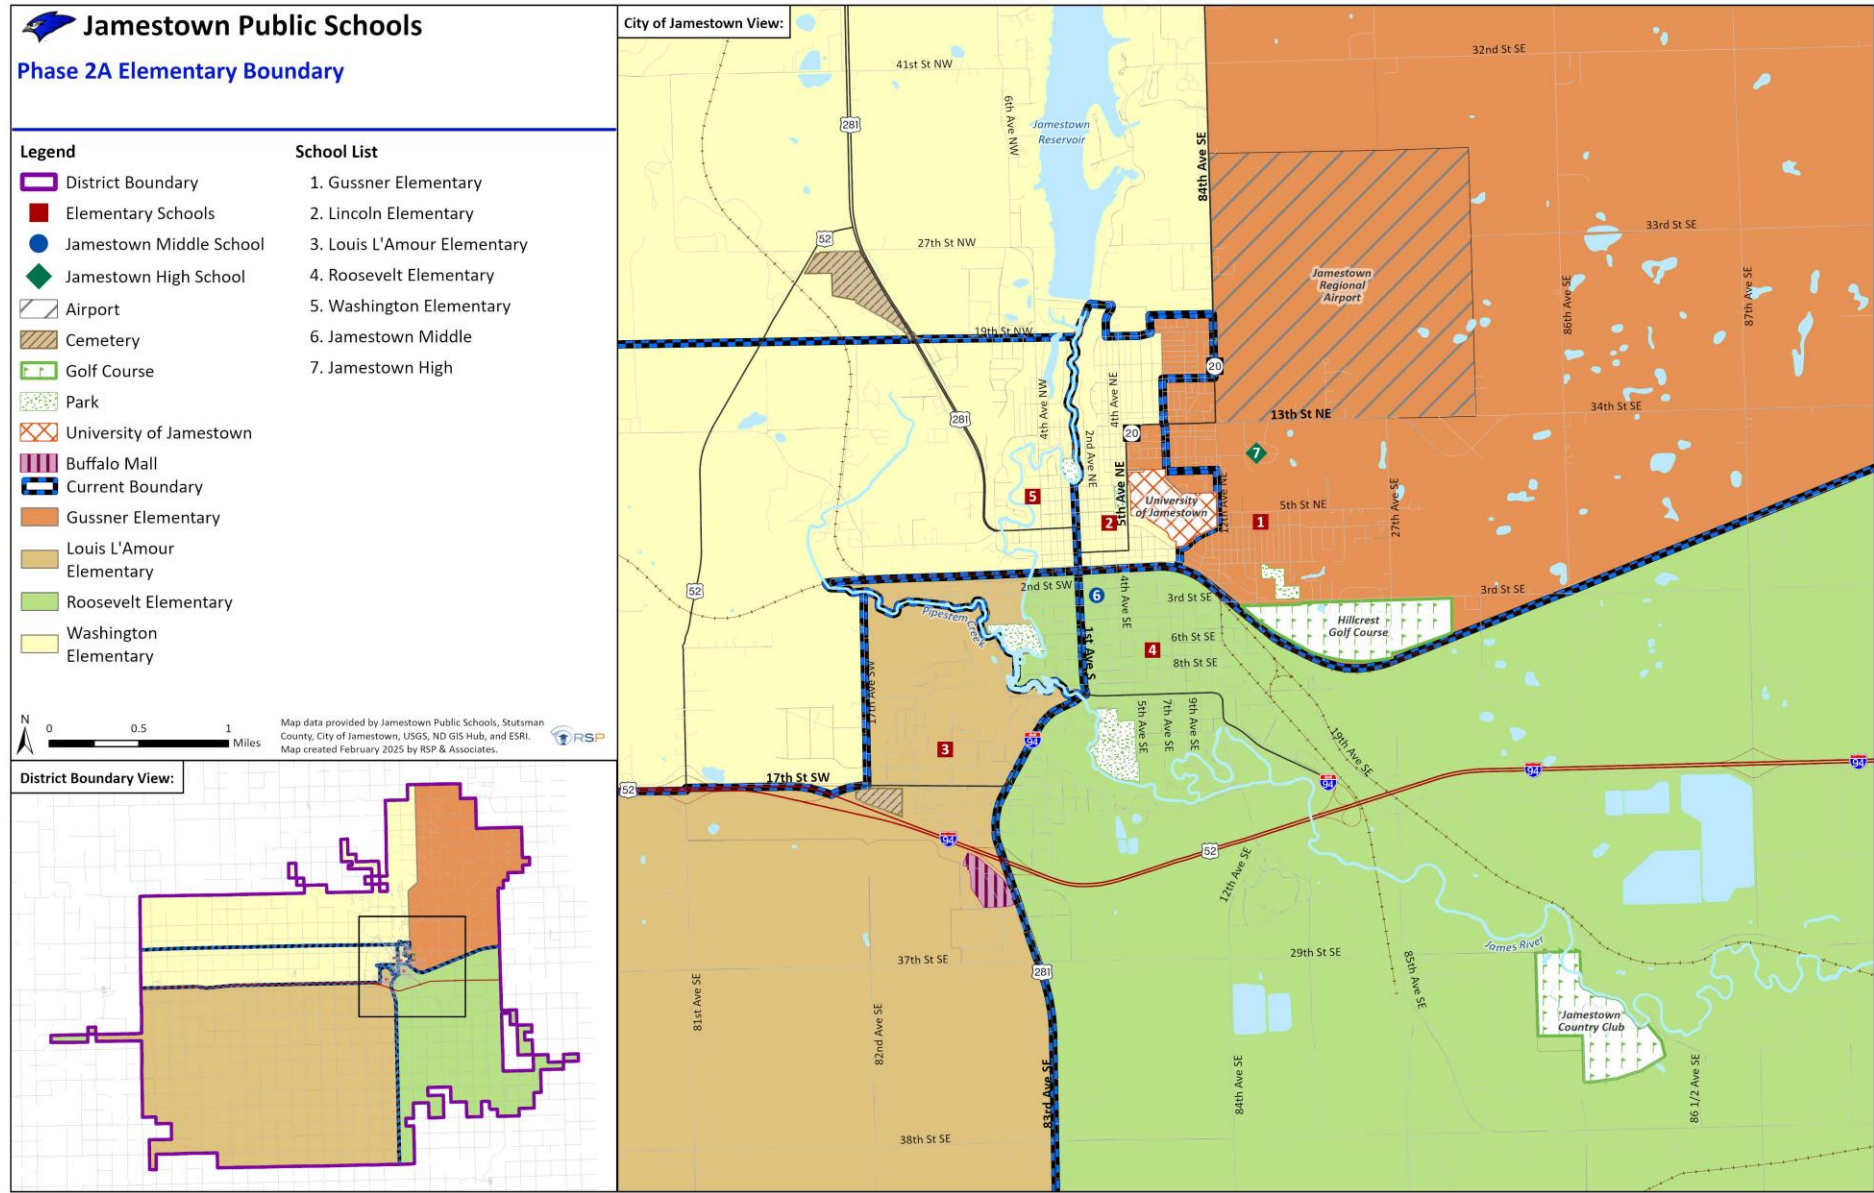 Jamestown Public Schools
Phase 2A Elementary Boundary
Legend
District Boundary
Elementary Schools
Jamestown Middle School
Jamestown High School
Airport
Cemetery
Golf Course
Park
University of Jamestown
Buffalo Mall
Current Boundary
Gussner Elementary
Louis L'Amour
Elementary
Roosevelt Elementary
Washington
Elementary
School List
1. Gussner Elementary
2. Lincoln Elementary
3. Louis L'Amour Elementary
4. Roosevelt Elementary
5. Washington Elementary
6. Jamestown Middle
7. Jamestown High
N
0 0.5 1
Miles
Map data provided by Jamestown Public Schools, Stutsman
County, City of Jamestown, USGS, ND GIS Hub, and ESRI.
Map created February 2025 by RSP & Associates.
RSP
District Boundary View:
City of Jamestown View:
41st St NW
32nd St SE
281
6th Ave NW
Jamestown
Reservoir
84th Ave SE
52
27th St NW
33rd St SE
Jamestown
Regional
Airport
86th Ave SE
87th Ave SE
19th St NW
20
4th Ave NW
4th Ave NE
281
13th St NE
34th St SE
20
2nd Ave NE
5th Ave NE
7
5
2
University
of Jamestown
12th Ave NE
1
5th St NE
27th Ave SE
52
2nd St SW
6
4th Ave SE
3rd St SE
3rd St SE
Pipestem
Creek
Hillcrest
Golf Course
1st Ave S
6th St SE
4
8th St SE
17th Ave SW
5th Ave SE
7th Ave SE
9th Ave SE
94
3
19th Ave SE
17th St SW
52
94
94
94
94
52
12th Ave SE
37th St SE
281
29th St SE
James River
85th Ave SE
81st Ave SE
82nd Ave SE
Jamestown
Country Club
83rd Ave SE
84th Ave SE
86 1/2 Ave SE
38th St SE